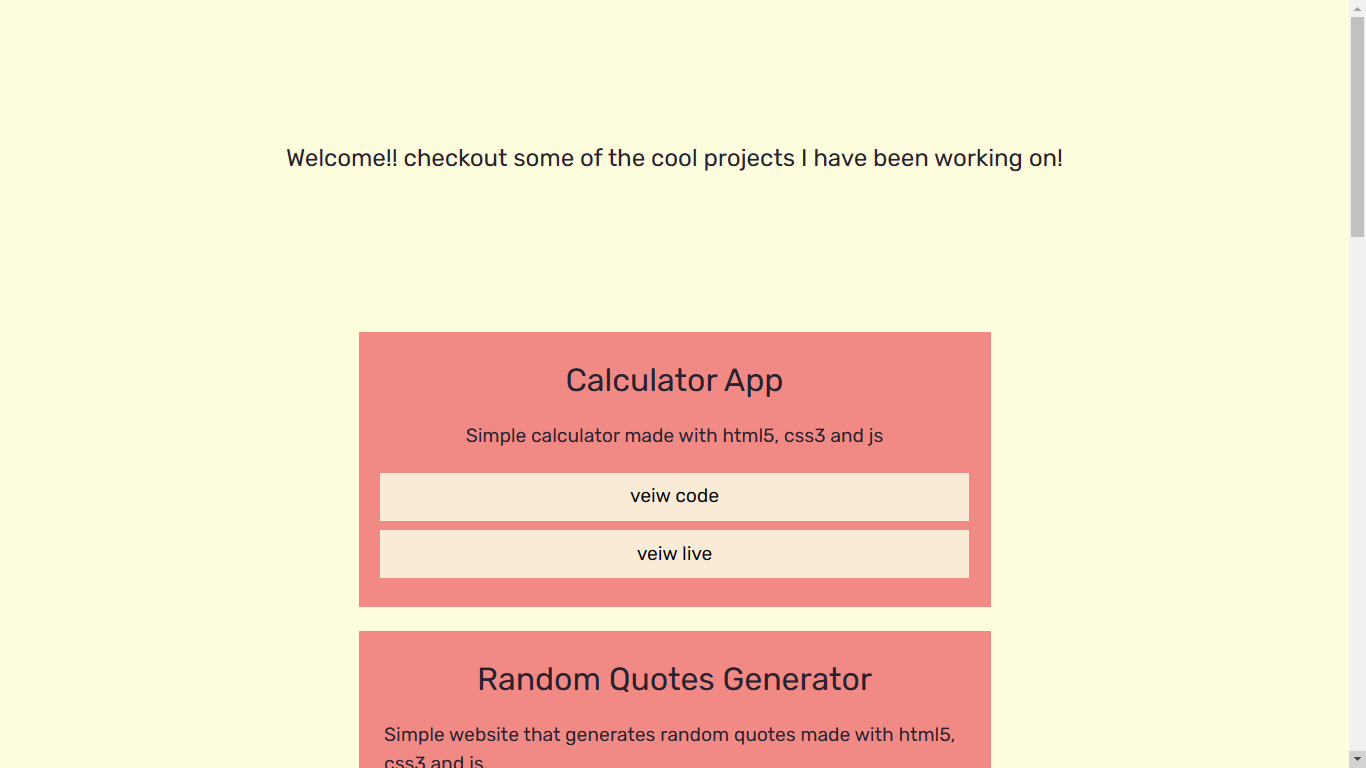 Welcome!! checkout some of the cool projects I have been working on!
Calculator App
Simple calculator made with html5, css3 and js
veiw code
veiw live
Random Quotes Generator
Simple website that generates random quotes made with html5,
css3 and js